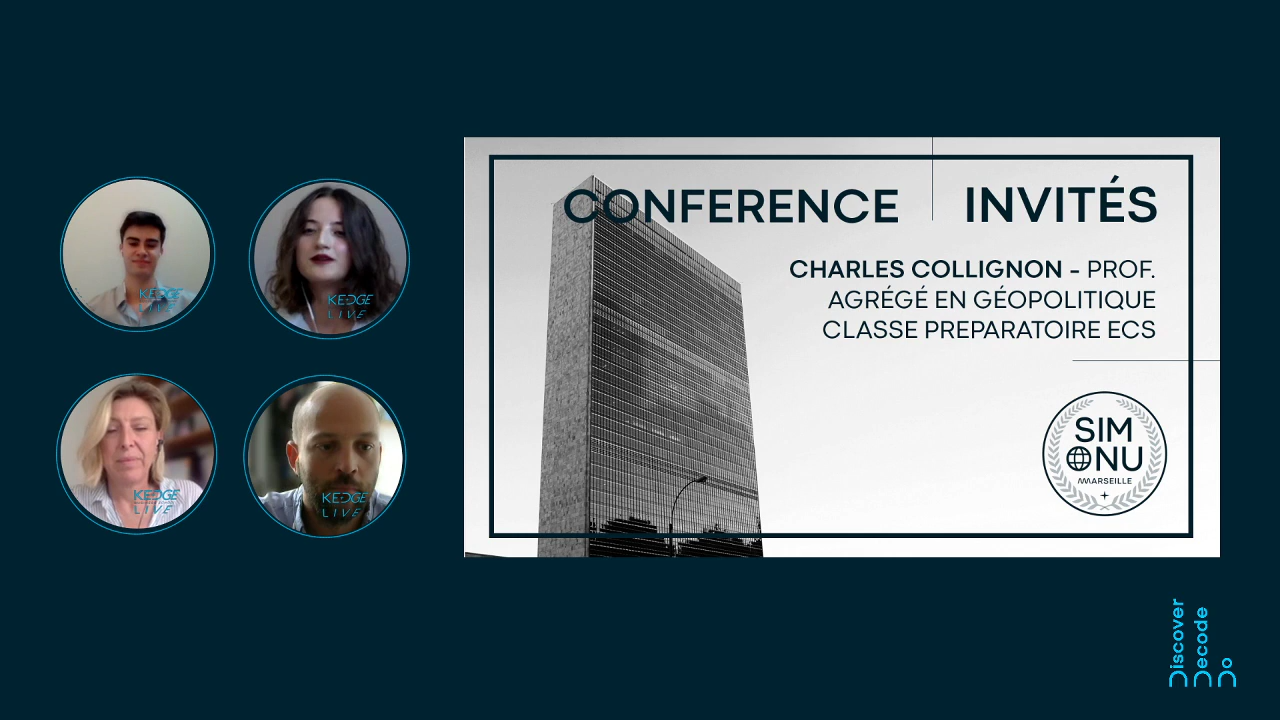 KEDGE
LIVE
KEDGE
LIVE
KEDGE
LIVE
KEDGE
LIVE
CONFERENCE
INVITÉS
CHARLES COLLIGNON - PROF.
AGRÉGÉ EN GÉOPOLITIQUE
CLASSE PREPARATOIRE ECS
SIM
ONU
MARSEILLE
Discover
Decode
Do